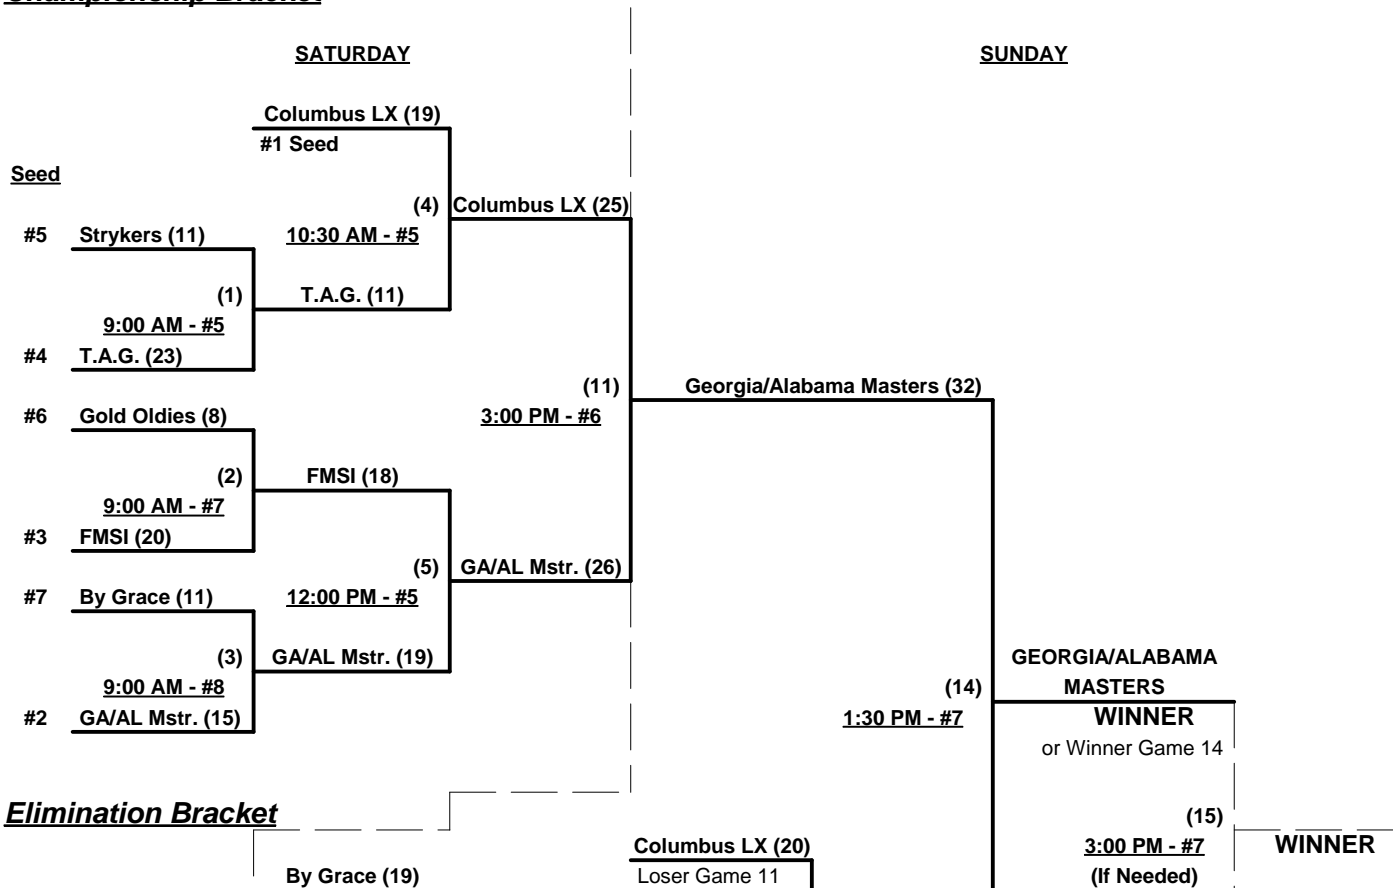 Championship Bracket
SATURDAY
SUNDAY
Columbus LX (19)
#1 Seed
Seed
(4)
Columbus LX (25)
#5
Strykers (11)
10:30 AM - #5
(1)
T.A.G. (11)
9:00 AM - #5
#4
T.A.G. (23)
(11)
Georgia/Alabama Masters (32)
#6
Gold Oldies (8)
3:00 PM - #6
(2)
FMSI (18)
9:00 AM - #7
#3
FMSI (20)
(5)
GA/AL Mstr. (26)
#7
By Grace (11)
12:00 PM - #5
(3)
GA/AL Mstr. (19)
GEORGIA/ALABAMA
9:00 AM - #8
(14)
MASTERS
#2
GA/AL Mstr. (15)
1:30 PM - #7
WINNER
or Winner Game 14
Elimination Bracket
(15)
Columbus LX (20)
3:00 PM - #7
WINNER
By Grace (19)
Loser Game 11
(If Needed)